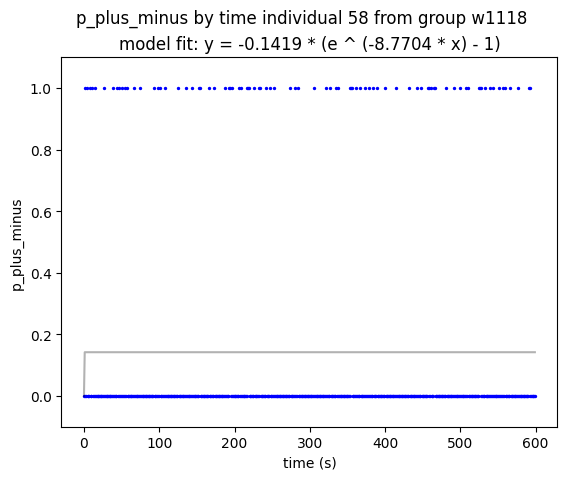 p_plus_minus by time individual 58 from group w1118
model fit: y = -0.1419 * (e ^ (-8.7704 * x) - 1)
1.0
0.8
0.6
0.4
0.2
0.0
p_plus_minus
0 100 200 300 400 500 600
time (s)